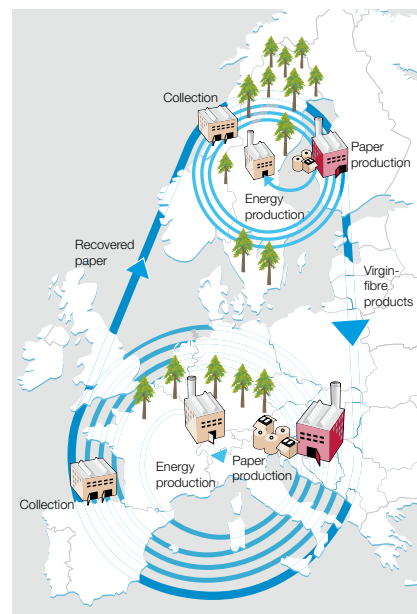 Collection
Paper
production
Energy
production
Recovered
paper
Virgin-
fibre
products
Energy
production
Paper
production
Collection